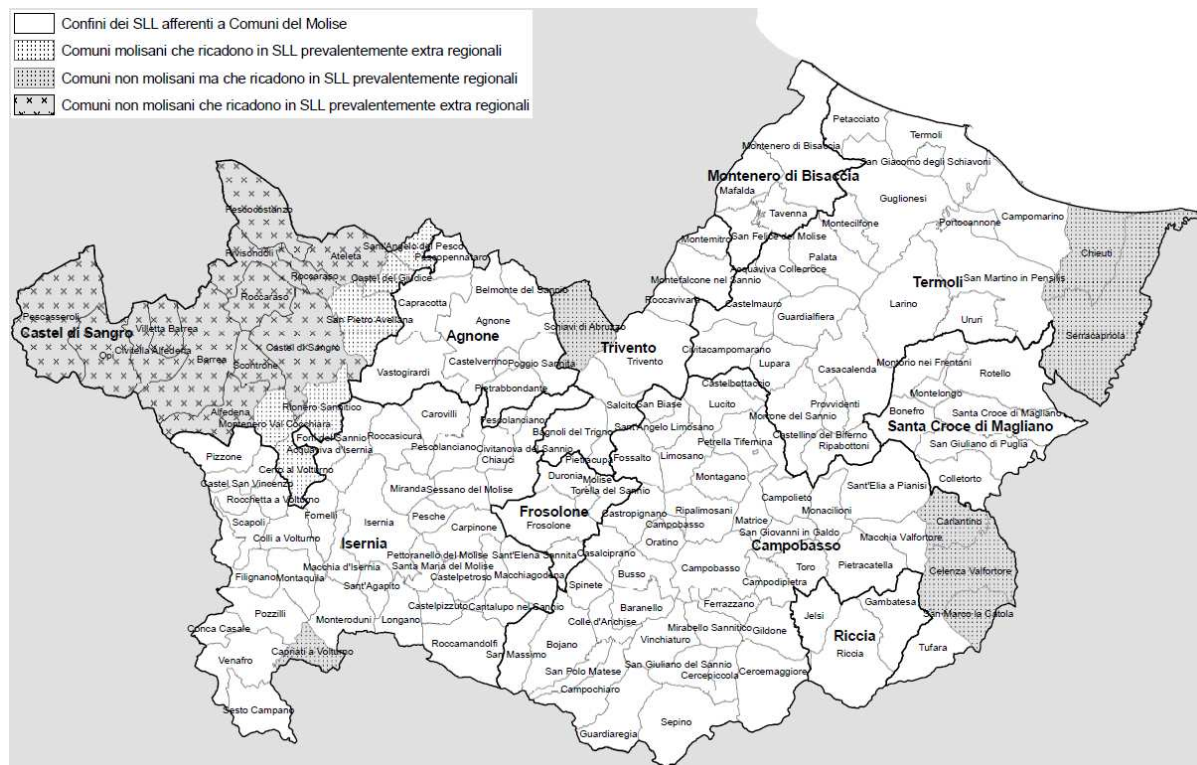 Confini dei SLL afferenti a Comuni del Molise
Comuni molisani che ricadono in SLL prevalentemente extra regionali
Comuni non molisani ma che ricadono in SLL prevalentemente regionali
Comuni non molisani che ricadono in SLL prevalentemente extra regionali
Petacciato
Termoli
Montenero di Bisaccia
San Giacomo degli Schiavoni
Montenero di Bisaccia
Mafalda
Guglionesi
Pescocostanzo
Tavenna
Montecilfone
Portocannone
Campomarino
Rivisondoli
Ateleta
Sant'Angelo del Pesco
Pescopennataro
Montemitro
San Felice del Molise
Palata
Chieuti
Roccaraso
Castel del Giudice
Montefalcone nel Sannio
Acquaviva Collecroce
Termoli
San Martino in Pensilis
Roccaraso
Capracotta
Belmonte del Sannio
Roccavivara
Castelmauro
Larino
Pescasseroli
San Pietro Avellana
Agnone
Schiavi di Abruzzo
Guardialfiera
Ururi
Castel di Sangro
Villetta Barrea
Agnone
Trivento
Serracapriola
Opi
Civitella Alfedena
Barrea
Castel di Sangro
Castelverrino
Poggio Sannita
Trivento
Civitacampomarano
Lupara
Montorio nei Frentani
Scontrone
Vastogirardi
Casacalenda
Rotello
Pietrabbondante
Castelbottaccio
Montelongo
Alfedena
Rionero Sannitico
Carovilli
Pescolanciano
Salcito
San Biase
Lucito
Provvidenti
Bonefro
Santa Croce di Magliano
Montenero Val Cocchiara
Morrone del Sannio
Santa Croce di Magliano
Forli del Sannio
Roccasicura
Bagnoli del Trigno
Sant'Angelo Limosano
Castellino del Biferno
Pizzone
Acquaviva d'Isernia
Pescolanciano
Civitanova del Sannio
Petrella Tifernina
Ripabottoni
San Giuliano di Puglia
Chiauci
Pietracupa
Fossalto
Limosano
Cerro al Volturno
Castel San Vincenzo
Duronia
Molise
Montagano
Sant'Elia a Pianisi
Colletorto
Rocchetta a Volturno
Miranda
Sessano del Molise
Torella del Sannio
Campolieto
Fornelli
Frosolone
Castropignano
Ripalimosani
Monacilioni
Scapoli
Isernia
Pesche
Carpinone
Frosolone
Campobasso
Matrice
San Giovanni in Galdo
Carlantino
Colli a Volturno
Isernia
Oratino
Campobasso
Macchia Valfortore
Pettoranello del Molise
Sant'Elena Sannita
Casalciprano
Macchia d'Isernia
Santa Maria del Molise
Campobasso
Toro
Pietracatella
Filignano
Montaquila
Castelpetroso
Macchiagodena
Busso
Celenza Valfortore
Sant'Agapito
Spinete
Campodipietra
Pozzilli
Castelpizzuto
Cantalupo nel Sannio
Baranello
Ferrazzano
Jelsi
Gambatesa
San Marco la Catola
Monteroduni
Longano
Colle d'Anchise
Mirabello Sannitico
Conca Casale
Gildone
Riccia
Vinchiaturo
Capriati a Volturno
Roccamandolfi
Bojano
Riccia
Tufara
Venafro
San Massimo
San Giuliano del Sannio
San Polo Matese
Cercepiccola
Cercemaggiore
Campochiaro
Sesto Campano
Sepino
Guardiaregia